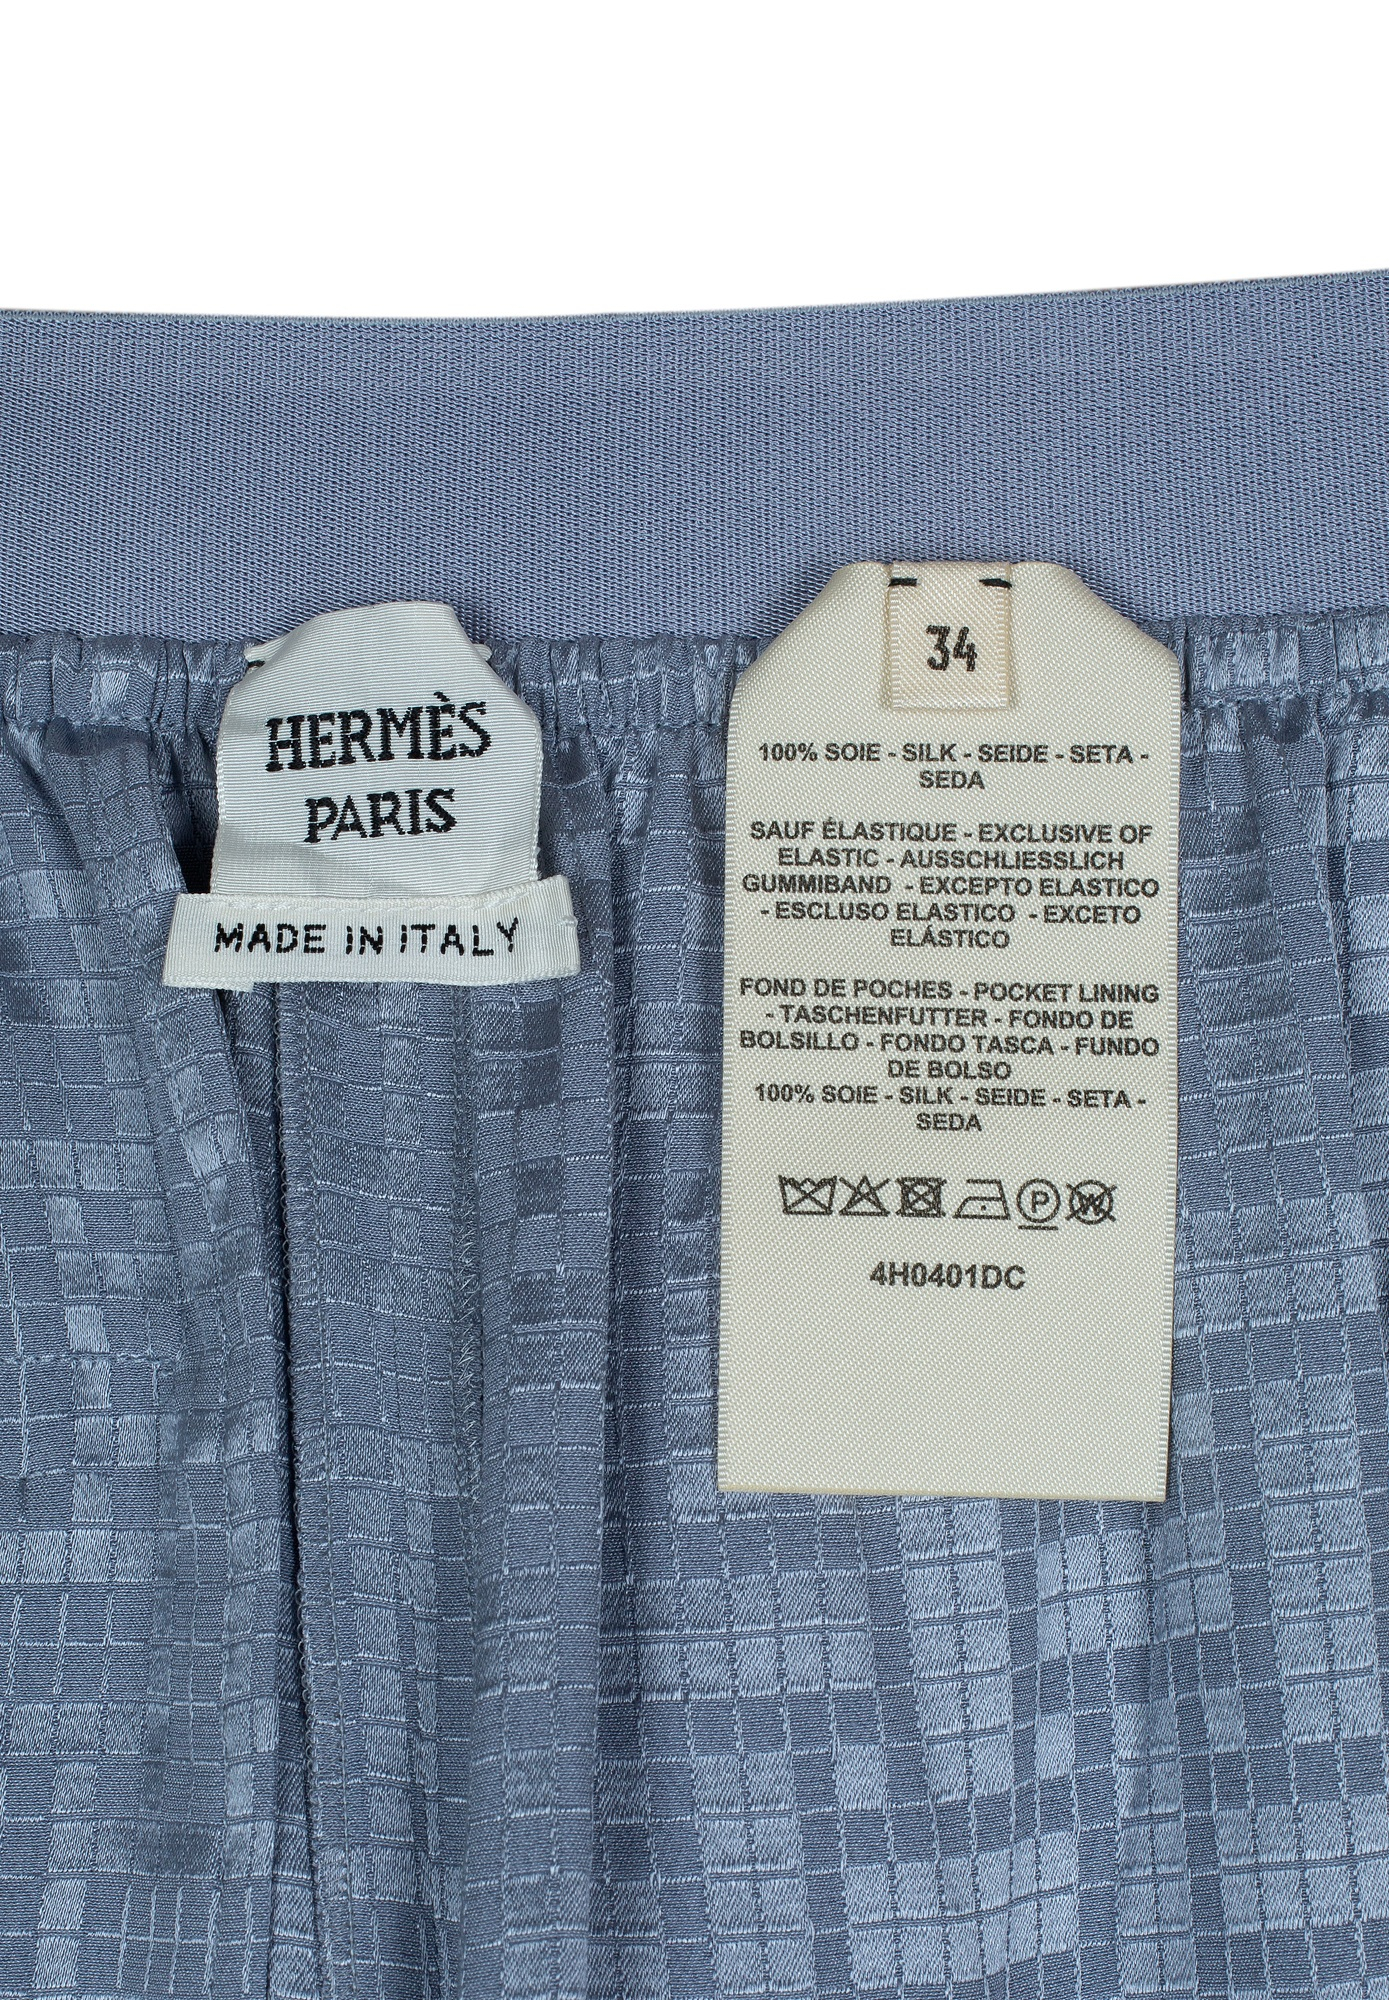 HERMÈS
PARIS
MADE IN ITALY
34
100% SOIE - SILK - SEIDE - SETA -
SEDA
SAUF ÉLASTIQUE - EXCLUSIVE OF
ELASTIC - AUSSCHLIESSLICH
GUMMIBAND - EXCEPTO ELASTICO
- ESCLUSO ELASTICO - EXCETO
ELÁSTICO
FOND DE POCHES - POCKET LINING
- TASCHENFUTTER - FONDO DE
BOLSILLO - FONDO TASCA - FUNDO
DE BOLSO
100% SOIE - SILK - SEIDE - SETA -
SEDA
P W
4H0401DC